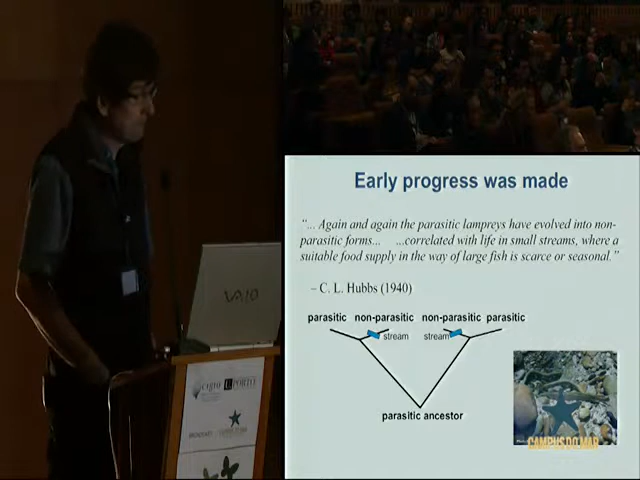 Early progress was made
“... Again and again the parasitic lampreys have evolved into non-
parasitic forms... ...correlated with life in small streams, where a
suitable food supply in the way of large fish is scarce or seasonal.”
– C. L. Hubbs (1940)
parasitic non-parasitic non-parasitic parasitic
stream stream
parasitic ancestor
CAMPUS DO MAR
VAIO
U.PORTO